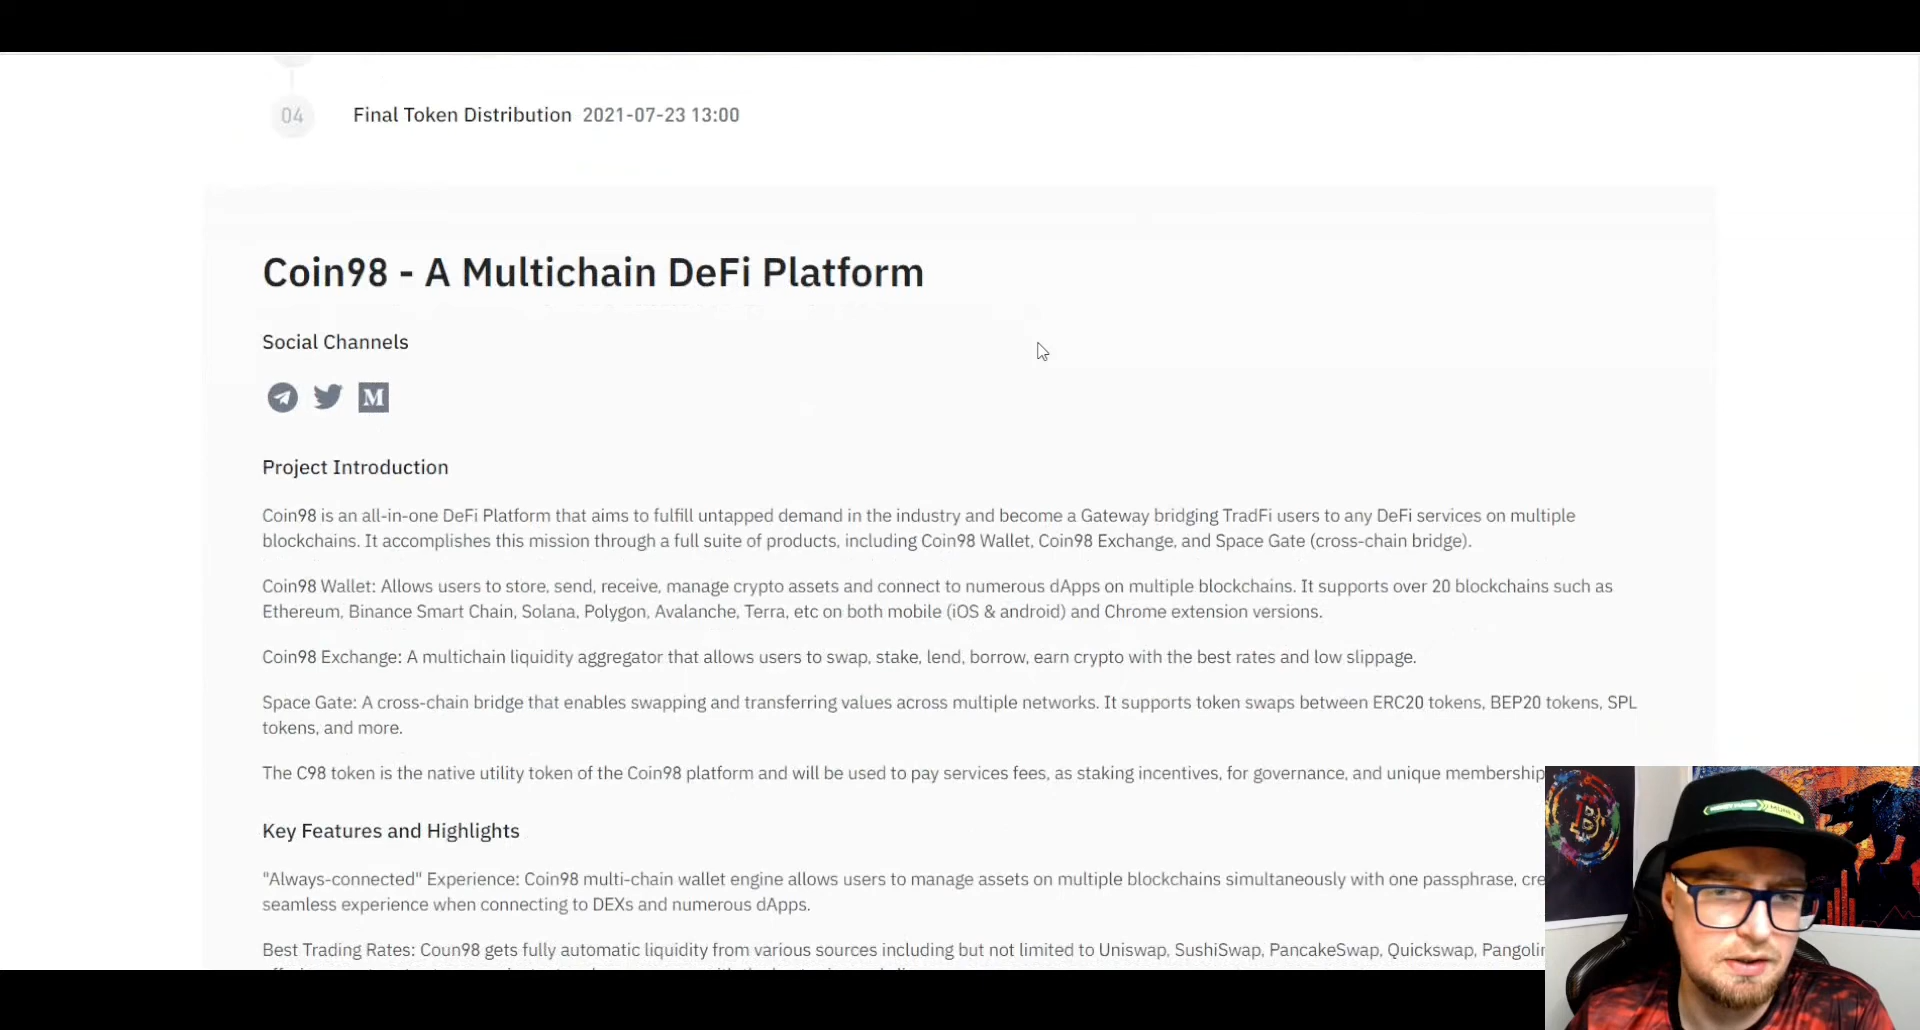 04 Final Token Distribution 2021-07-23 13:00
Coin98 - A Multichain DeFi Platform
Social Channels
M
Project Introduction
Coin98 is an all-in-one DeFi Platform that aims to fulfill untapped demand in the industry and become a Gateway bridging TradFi users to any DeFi services on multiple
blockchains. It accomplishes this mission through a full suite of products, including Coin98 Wallet, Coin98 Exchange, and Space Gate (cross-chain bridge).
Coin98 Wallet: Allows users to store, send, receive, manage crypto assets and connect to numerous dApps on multiple blockchains. It supports over 20 blockchains such as
Ethereum, Binance Smart Chain, Solana, Polygon, Avalanche, Terra, etc on both mobile (iOS & android) and Chrome extension versions.
Coin98 Exchange: A multichain liquidity aggregator that allows users to swap, stake, lend, borrow, earn crypto with the best rates and low slippage.
Space Gate: A cross-chain bridge that enables swapping and transferring values across multiple networks. It supports token swaps between ERC20 tokens, BEP20 tokens, SPL
tokens, and more.
The C98 token is the native utility token of the Coin98 platform and will be used to pay services fees, as staking incentives, for governance, and unique membership
Key Features and Highlights
"Always-connected" Experience: Coin98 multi-chain wallet engine allows users to manage assets on multiple blockchains simultaneously with one passphrase, cre
seamless experience when connecting to DEXs and numerous dApps.
Best Trading Rates: Coun98 gets fully automatic liquidity from various sources including but not limited to Uniswap, SushiSwap, PancakeSwap, Quickswap, Pangolin